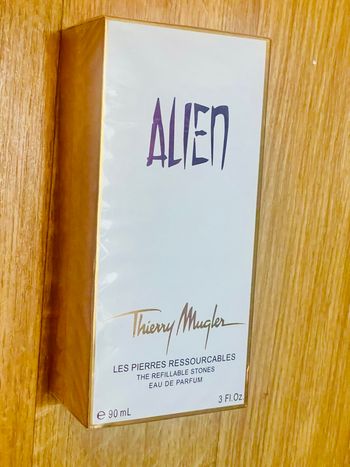 ALIEN
Thierry Mugler
LES PIERRES RESSOURCABLES
THE REFILLABLE STONES
EAU DE PARFUM
℮ 90 mL 3 Fl.Oz.